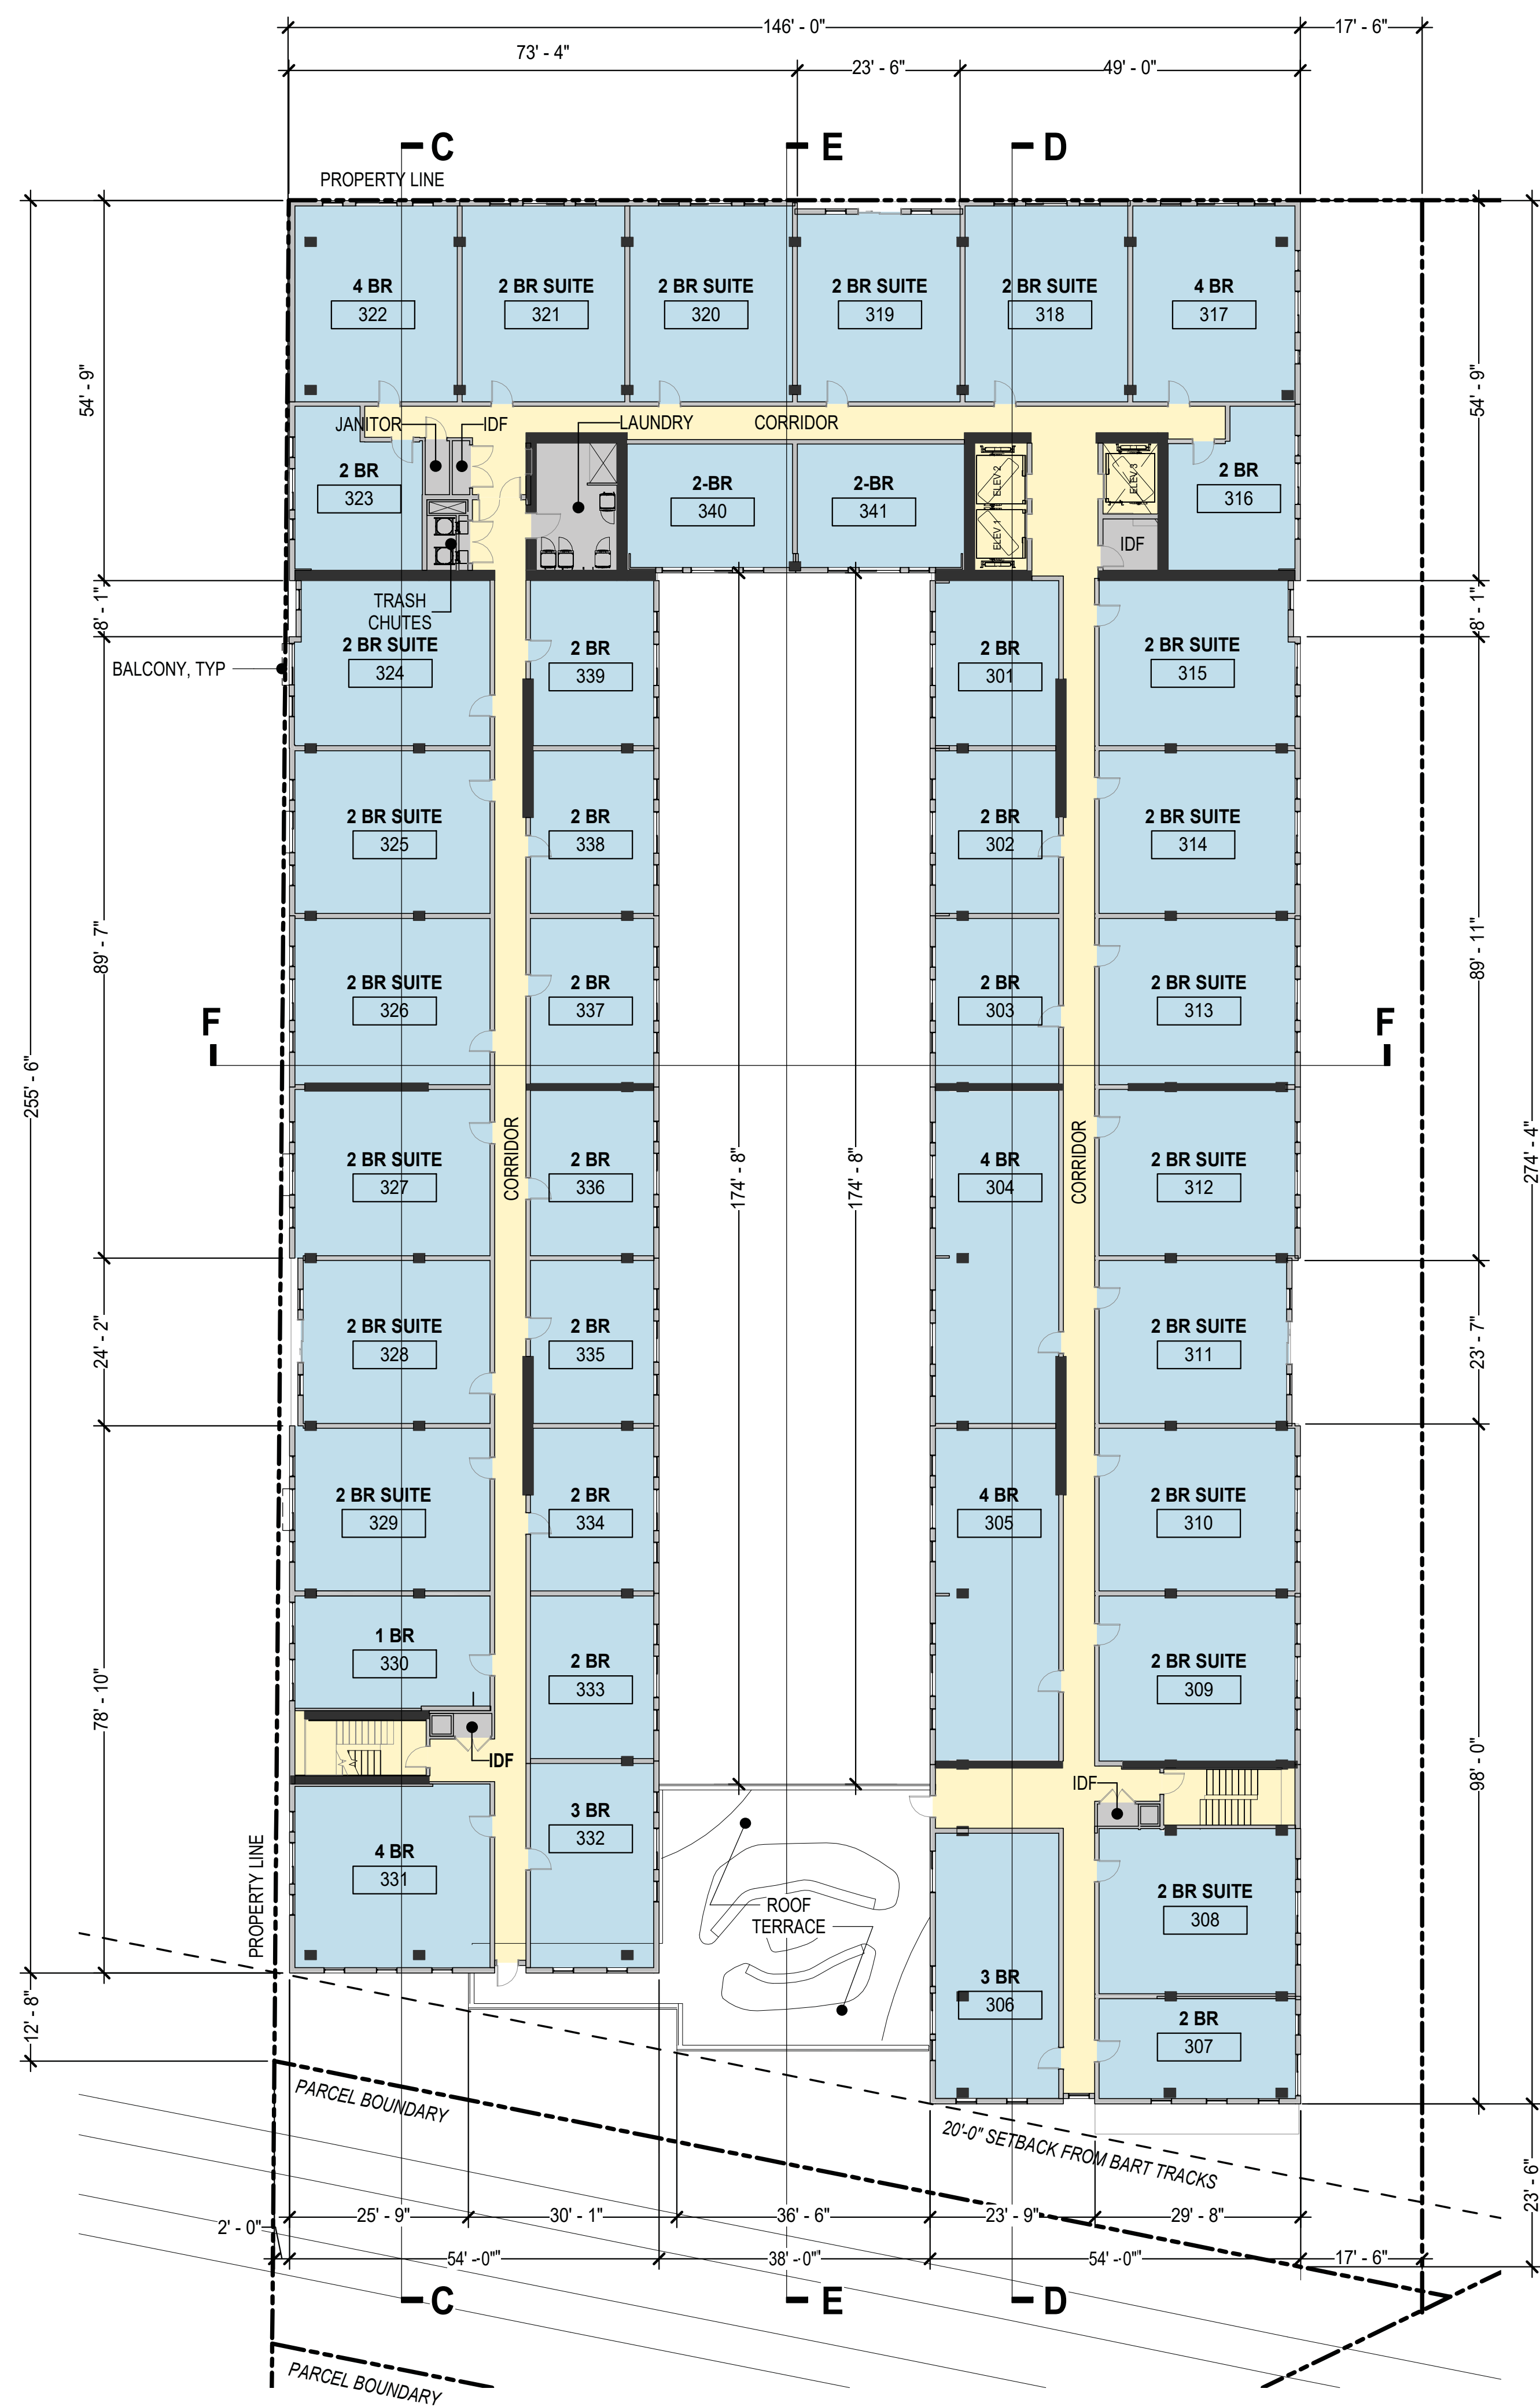 146' - 0"
17' - 6"
73' - 4"
23' - 6"
49' - 0"
C
E
D
PROPERTY LINE
4 BR
322
2 BR SUITE
321
2 BR SUITE
320
2 BR SUITE
319
2 BR SUITE
318
4 BR
317
54' - 9"
54' - 9"
JANITOR
IDF
LAUNDRY
CORRIDOR
2 BR
323
2-BR
340
2-BR
341
ELEV 2
ELEV 1
ELEV 3
IDF
2 BR
316
TRASH
CHUTES
8' - 1"
8' - 1"
2 BR SUITE
324
2 BR
339
2 BR
301
2 BR SUITE
315
BALCONY, TYP
2 BR SUITE
325
2 BR
338
2 BR
302
2 BR SUITE
314
89' - 7"
89' - 11"
2 BR SUITE
326
2 BR
337
2 BR
303
2 BR SUITE
313
F
F
255' - 6"
274' - 4"
CORRIDOR
174' - 8"
174' - 8"
CORRIDOR
2 BR SUITE
327
2 BR
336
4 BR
304
2 BR SUITE
312
24' - 2"
23' - 7"
2 BR SUITE
328
2 BR
335
2 BR SUITE
311
2 BR SUITE
329
2 BR
334
4 BR
305
2 BR SUITE
310
1 BR
330
2 BR
333
2 BR SUITE
309
78' - 10"
98' - 0"
IDF
IDF
3 BR
332
4 BR
331
PROPERTY LINE
ROOF
TERRACE
2 BR SUITE
308
3 BR
306
2 BR
307
12' - 8"
PARCEL BOUNDARY
20'-0" SETBACK FROM BART TRACKS
23' - 6"
25' - 9"
30' - 1"
36' - 6"
23' - 9"
29' - 8"
2' - 0"
54' - 0"
38' - 0"
54' - 0"
17' - 6"
C
E
D
PARCEL BOUNDARY